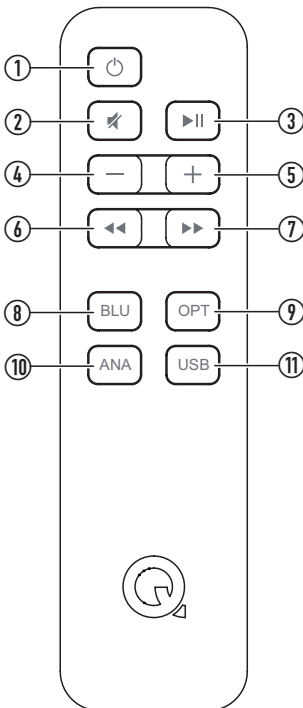 ①
② ③
④ ⑤
⑥ ⑦
⑧ BLU OPT ⑨
⑩ ANA USB ⑪